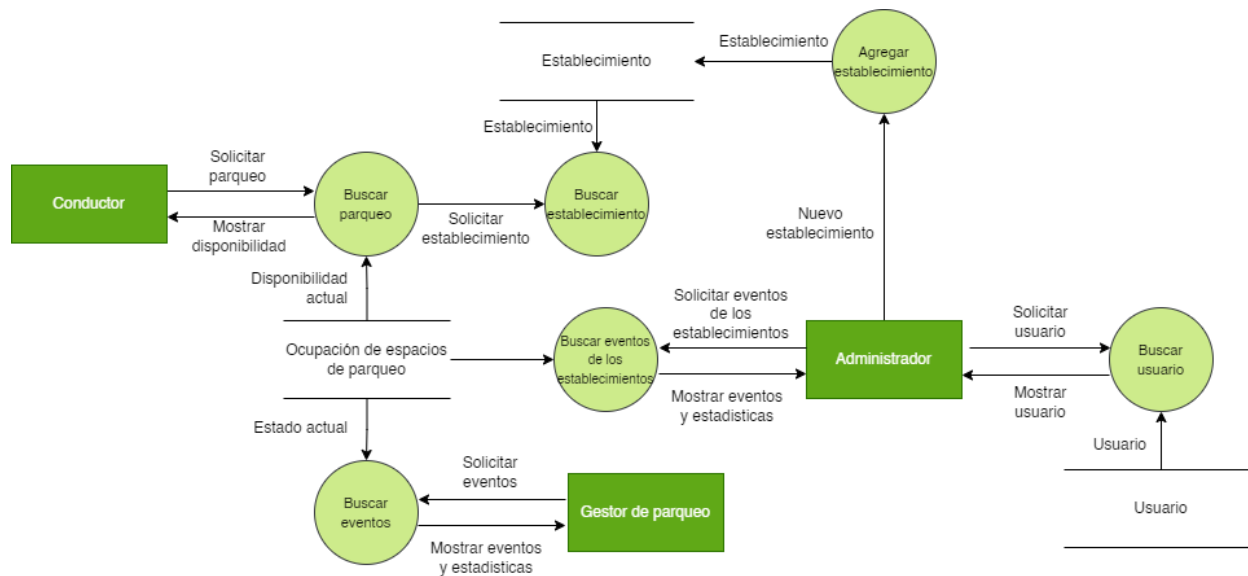 Establecimiento
Establecimiento
Agregar
establecimiento
Establecimiento
Solicitar
parqueo
Conductor
Mostrar
disponibilidad
Buscar
parqueo
Solicitar
establecimiento
Buscar
establecimiento
Nuevo
establecimiento
Disponibilidad
actual
Ocupación de espacios
de parqueo
Buscar eventos
de los
establecimientos
Solicitar eventos
de los
establecimientos
Mostrar eventos
y estadisticas
Administrador
Solicitar
usuario
Mostrar
usuario
Buscar
usuario
Usuario
Usuario
Estado actual
Buscar
eventos
Solicitar
eventos
Mostrar eventos
y estadisticas
Gestor de parqueo